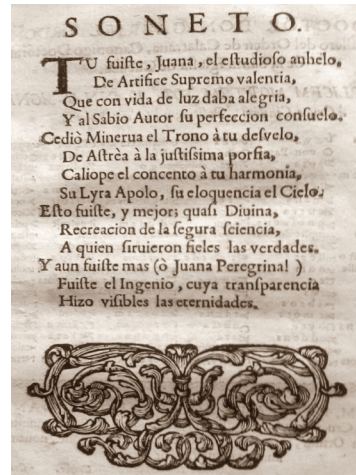 SONETO.
TU fuiste, Juana, el estudioso anhelo,
De Artifice Supremo valentia,
Que con vida de luz daba alegria,
Y al Sabio Autor su perfeccion consuelo.
Cediò Minerua el Trono à tu desvelo,
De Astrèa à la justissima porfia,
Caliope el concento à tu harmonia,
Su Lyra Apolo, su eloquencia el Cielo.
Esto fuiste, y mejor; quasi Diuina,
Recreacion de la segura sciencia,
A quien siruieron fieles las verdades.
Y aun fuiste mas (ò Juana Peregrina! )
Fuiste el Ingenio, cuya transparencia
Hizo visibles las eternidades.